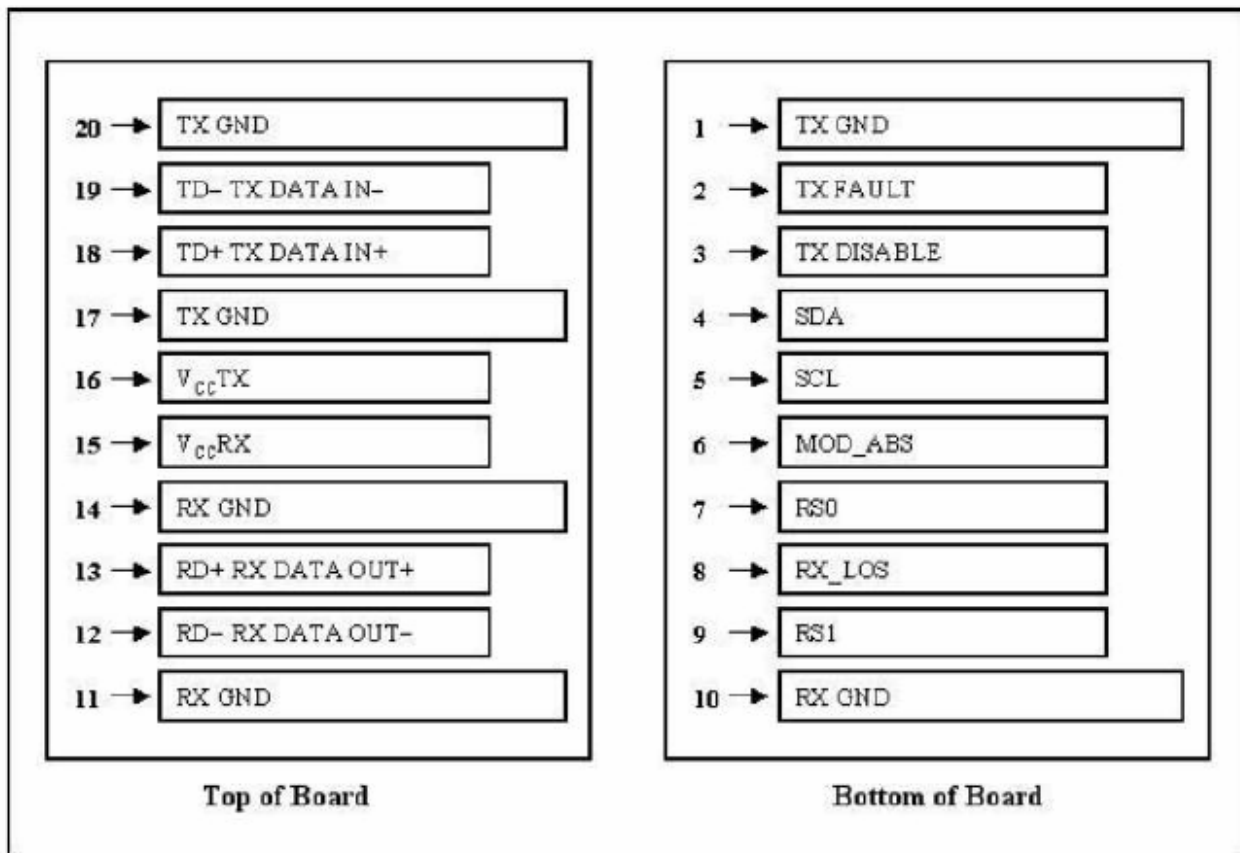 20 TX GND
19 TD− TX DATA IN−
18 TD+ TX DATA IN+
17 TX GND
16 VCCTX
15 VCCRX
14 RX GND
13 RD+ RX DATA OUT+
12 RD− RX DATA OUT−
11 RX GND
Top of Board
1 TX GND
2 TX FAULT
3 TX DISABLE
4 SDA
5 SCL
6 MOD_ABS
7 RS0
8 RX_LOS
9 RS1
10 RX GND
Bottom of Board